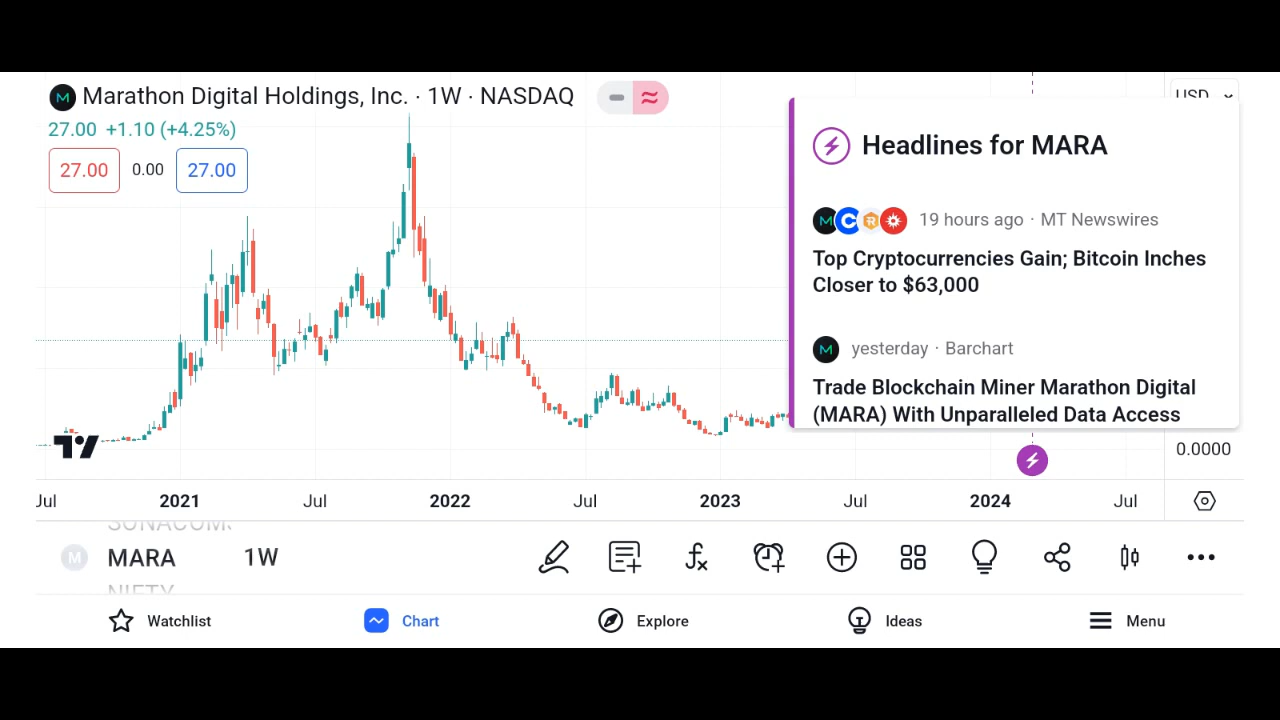 Marathon Digital Holdings, Inc. · 1W · NASDAQ
27.00 +1.10 (+4.25%)
27.00 0.00 27.00
USD
Headlines for MARA
19 hours ago · MT Newswires
Top Cryptocurrencies Gain; Bitcoin Inches
Closer to $63,000
yesterday · Barchart
Trade Blockchain Miner Marathon Digital
(MARA) With Unparalleled Data Access
0.0000
Jul 2021 Jul 2022 Jul 2023 Jul 2024 Jul
MARA 1W
NIFTY
Watchlist Chart Explore Ideas Menu